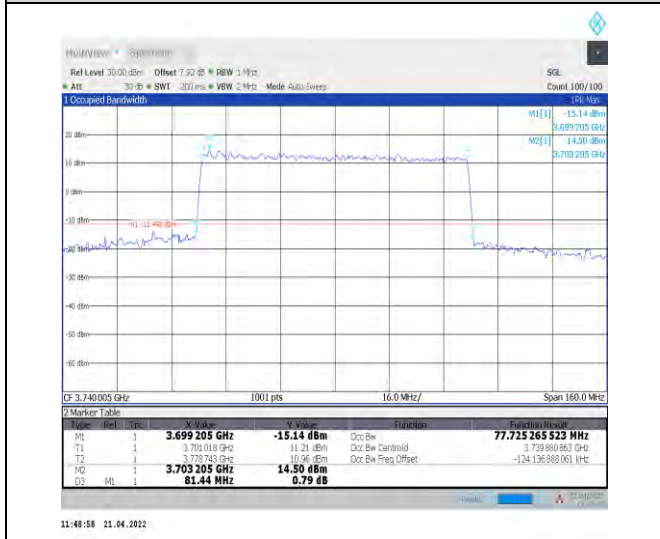 MultiView Spectrum
Ref Level 30.00 dBm Offset 7.92 dB RBW 1 MHz SGL
Att 30 dB SWT 200 ms VBW 2 MHz Mode Auto Sweep Count 100/100
1 Occupied Bandwidth 1Pk Max
M1[1] -15.14 dBm
3.699 205 GHz
M2[1] 14.50 dBm
3.703 205 GHz
20 dBm
10 dBm
0 dBm
-10 dBm
-20 dBm
-30 dBm
-40 dBm
-50 dBm
-60 dBm
CF 3.740 005 GHz 1001 pts 16.0 MHz/ Span 160.0 MHz
2 Marker Table
Type Ref Trc X-Value Y-Value Function Function Result
M1 1 3.699 205 GHz -15.14 dBm Occ Bw 77.725 265 523 MHz
T1 1 3.701 018 GHz 11.21 dBm Occ Bw Centroid 3.739 880 863 GHz
T2 1 3.778 743 GHz 10.96 dBm Occ Bw Freq Offset
M2 1 3.703 205 GHz 14.50 dBm
D3 M1 1 81.44 MHz 0.79 dB
11:48:58 21.04.2022